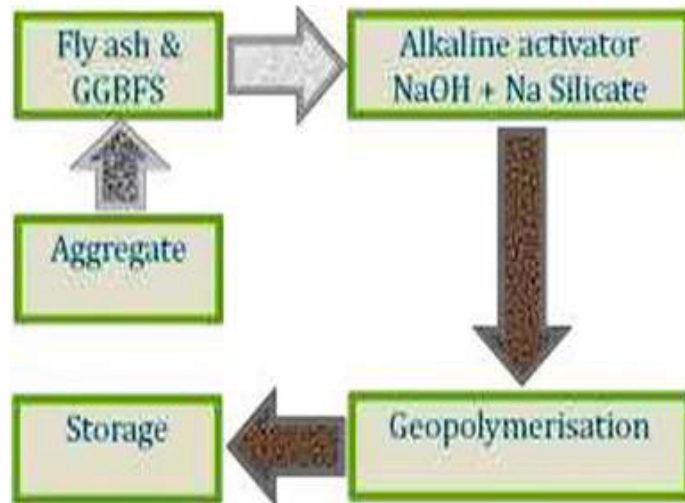 Fly ash &
GGBFS
Alkaline activator
NaOH + Na Silicate
Aggregate
Storage
Geopolymerisation